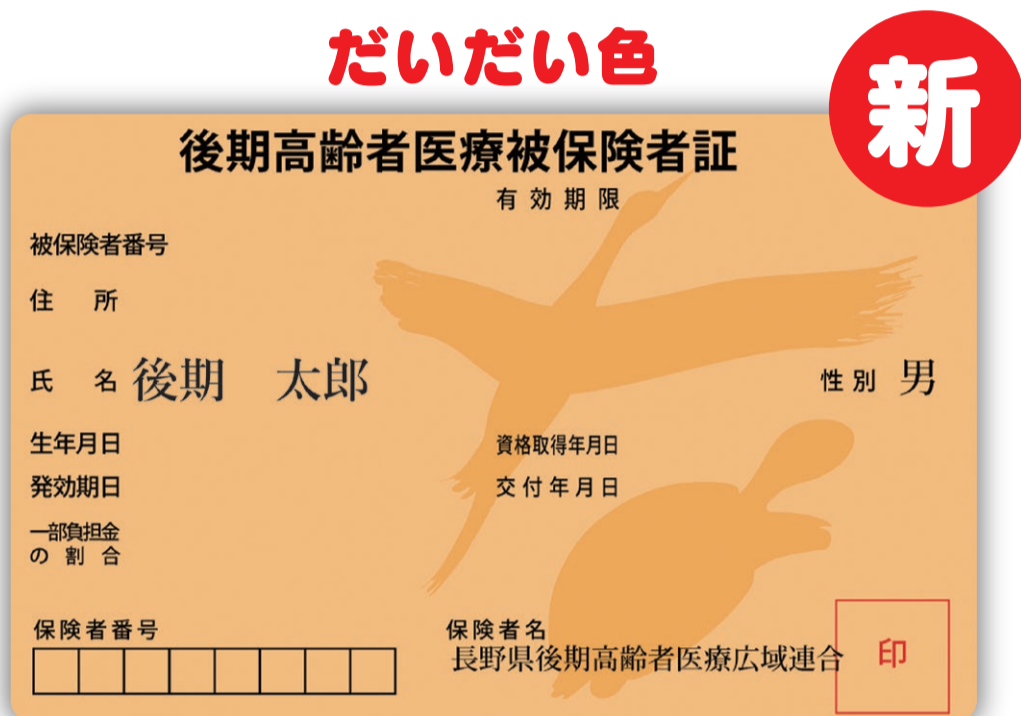 だいだい色
新
後期高齢者医療被保険者証
有効期限
被保険者番号
住 所
氏 名 後期 太郎 性別 男
生年月日 資格取得年月日
発効期日 交付年月日
一部負担金
の割合
保険者番号 保険者名
長野県後期高齢者医療広域連合 印